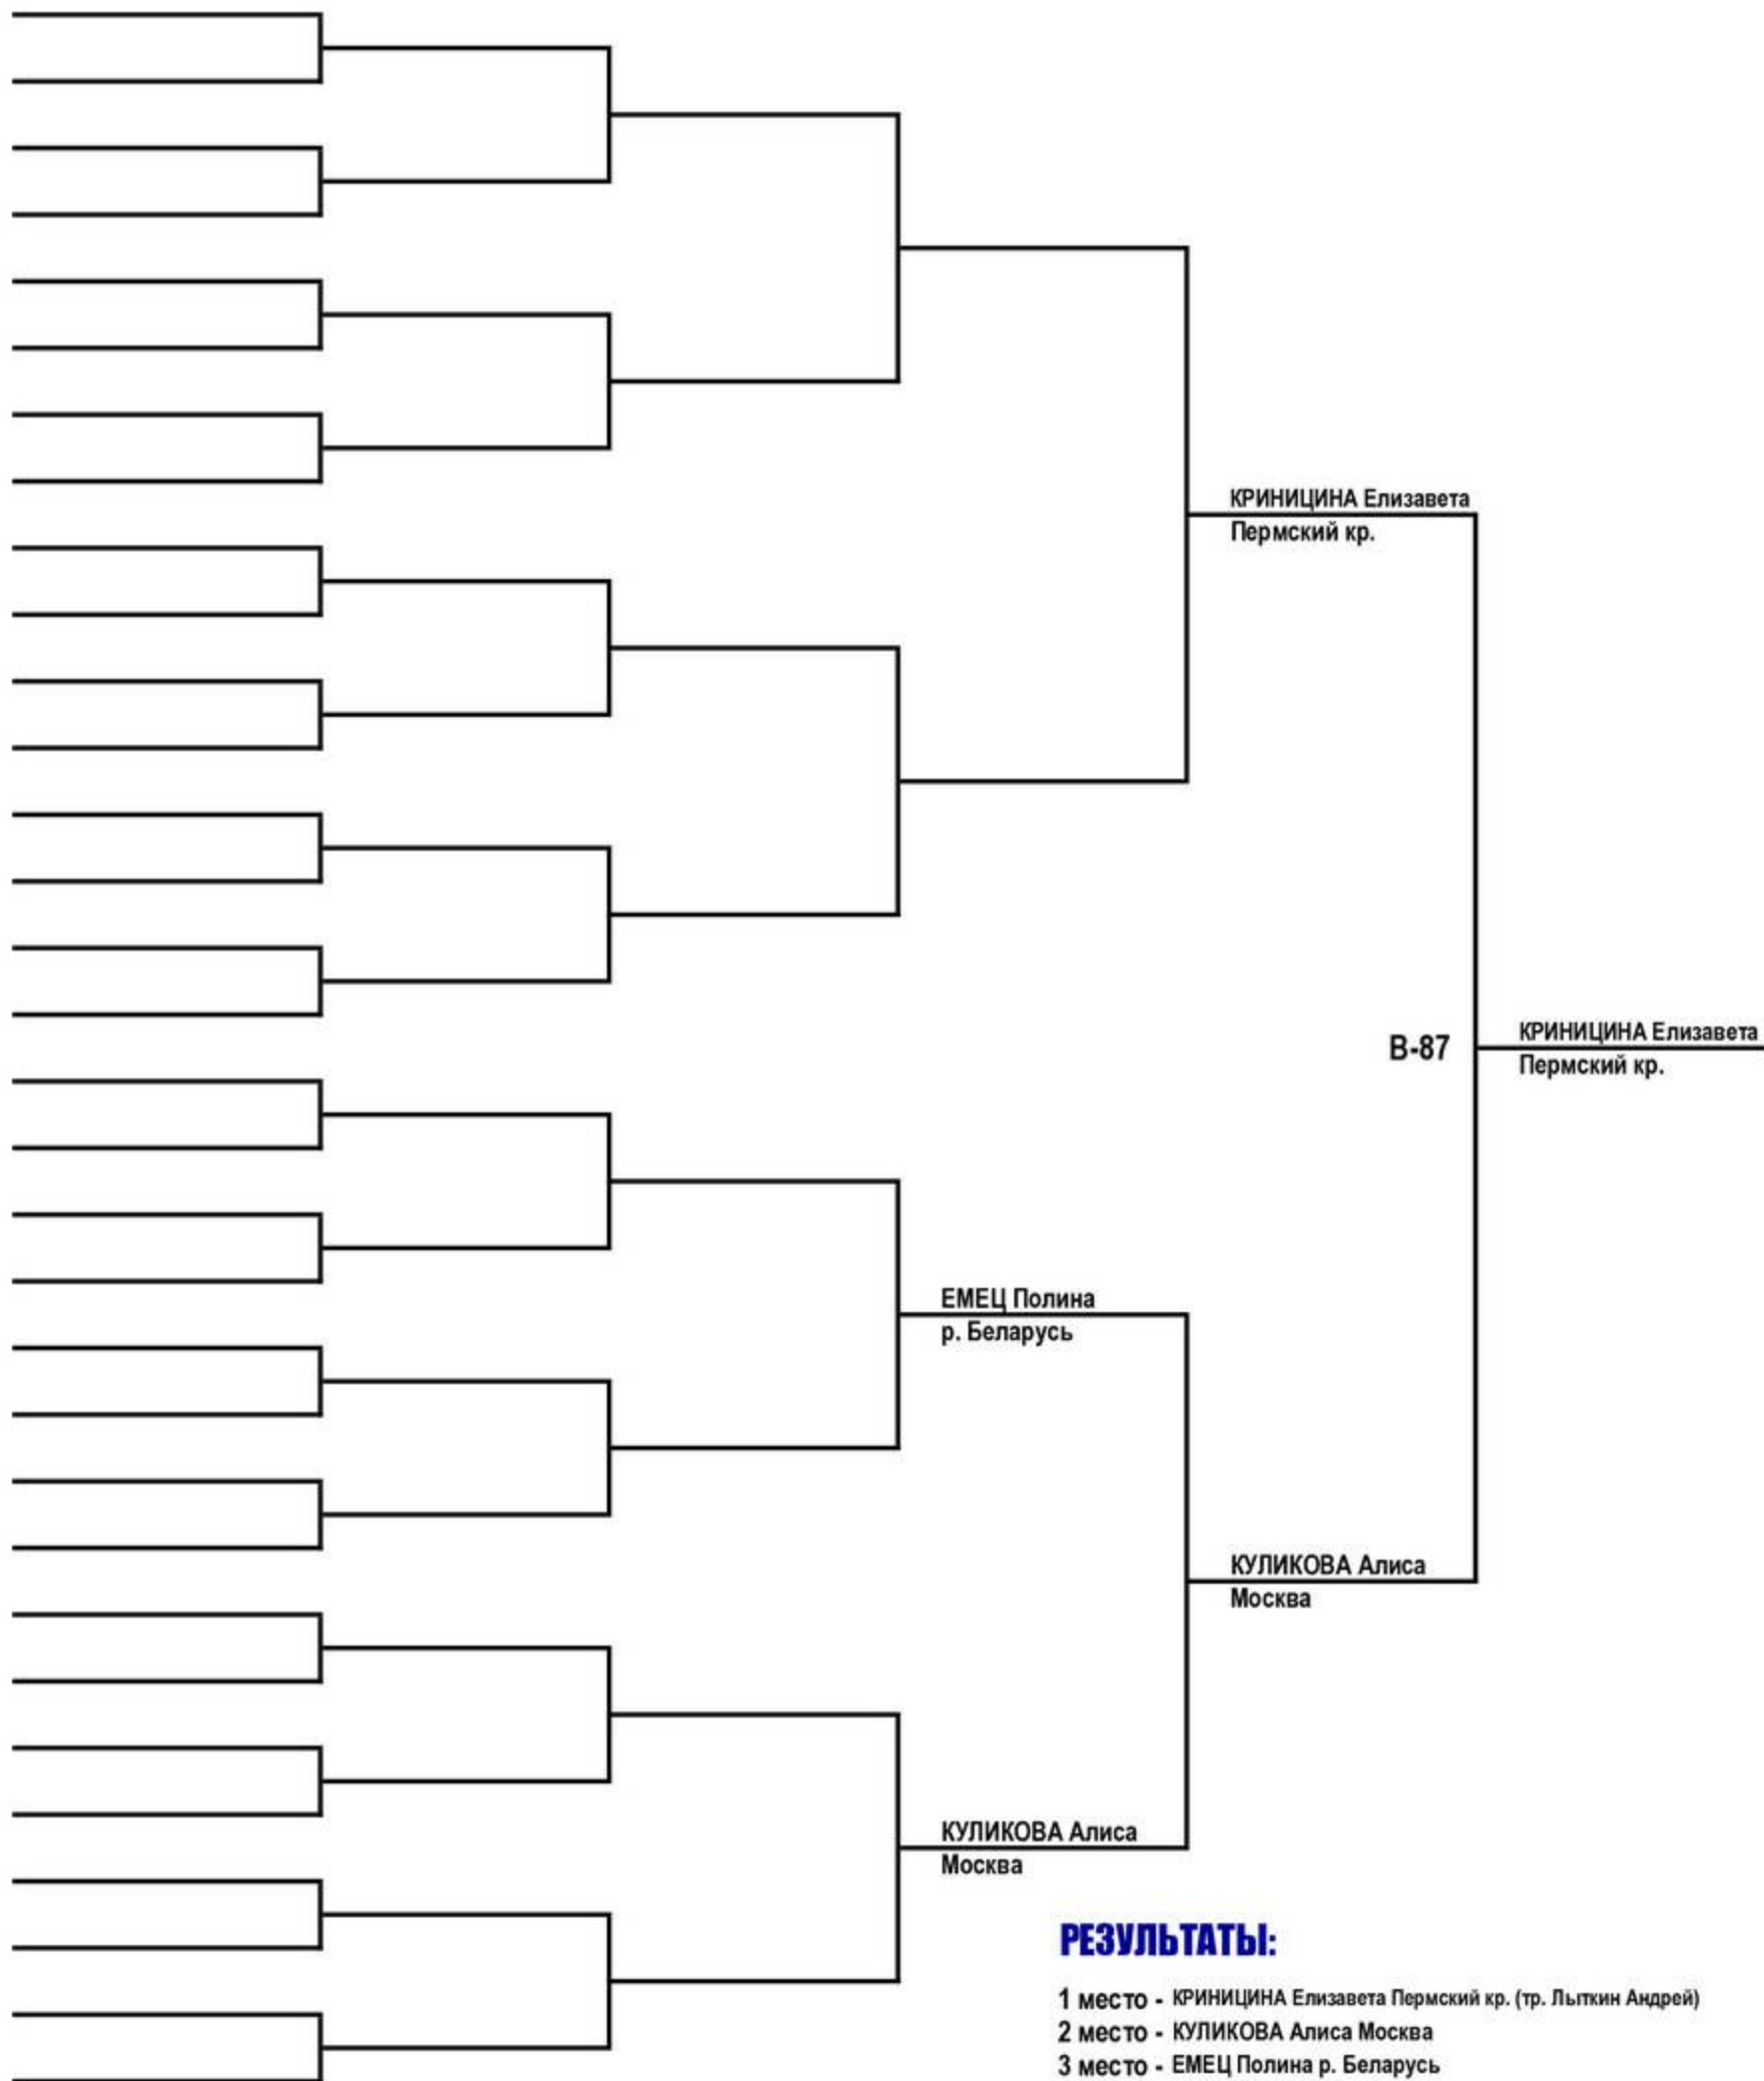 КРИНИЦИНА Елизавета
Пермский кр.
В-87
КРИНИЦИНА Елизавета
Пермский кр.
ЕМЕЦ Полина
р. Беларусь
КУЛИКОВА Алиса
Москва
КУЛИКОВА Алиса
Москва
РЕЗУЛЬТАТЫ:
1 место - КРИНИЦИНА Елизавета Пермский кр. (тр. Лыткин Андрей)
2 место - КУЛИКОВА Алиса Москва
3 место - ЕМЕЦ Полина р. Беларусь